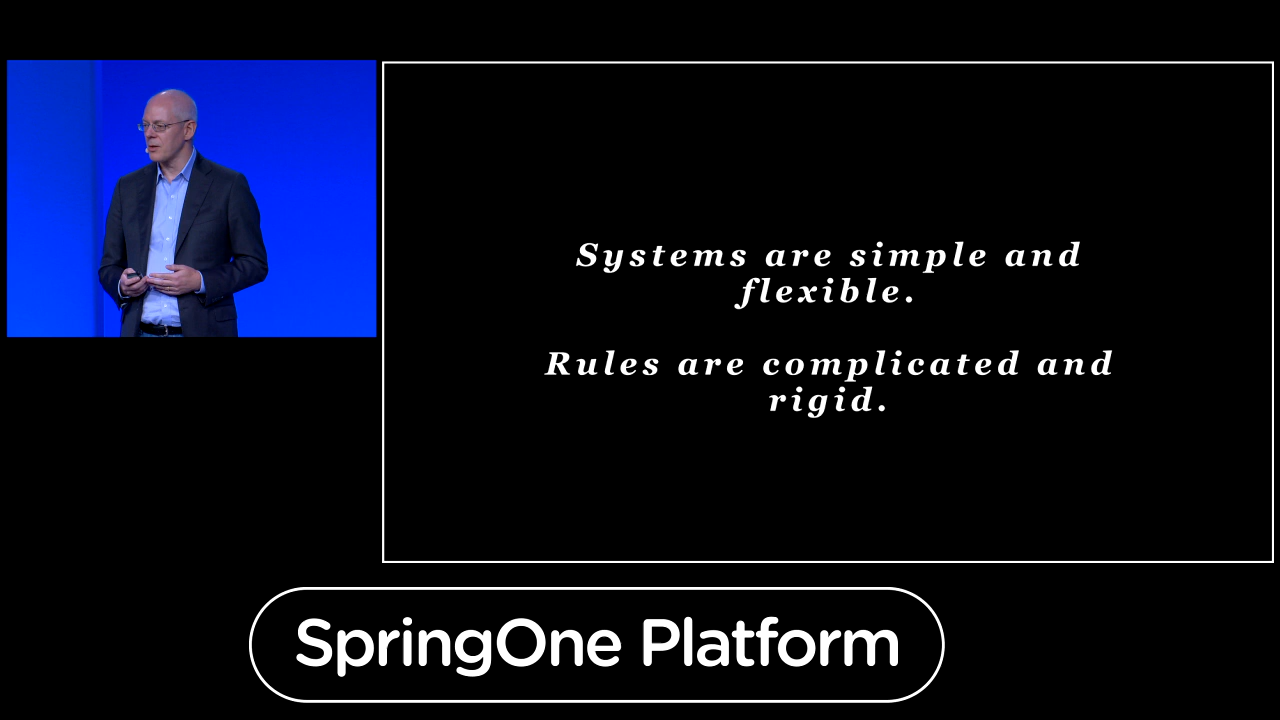 Systems are simple and
flexible.
Rules are complicated and
rigid.
SpringOne Platform